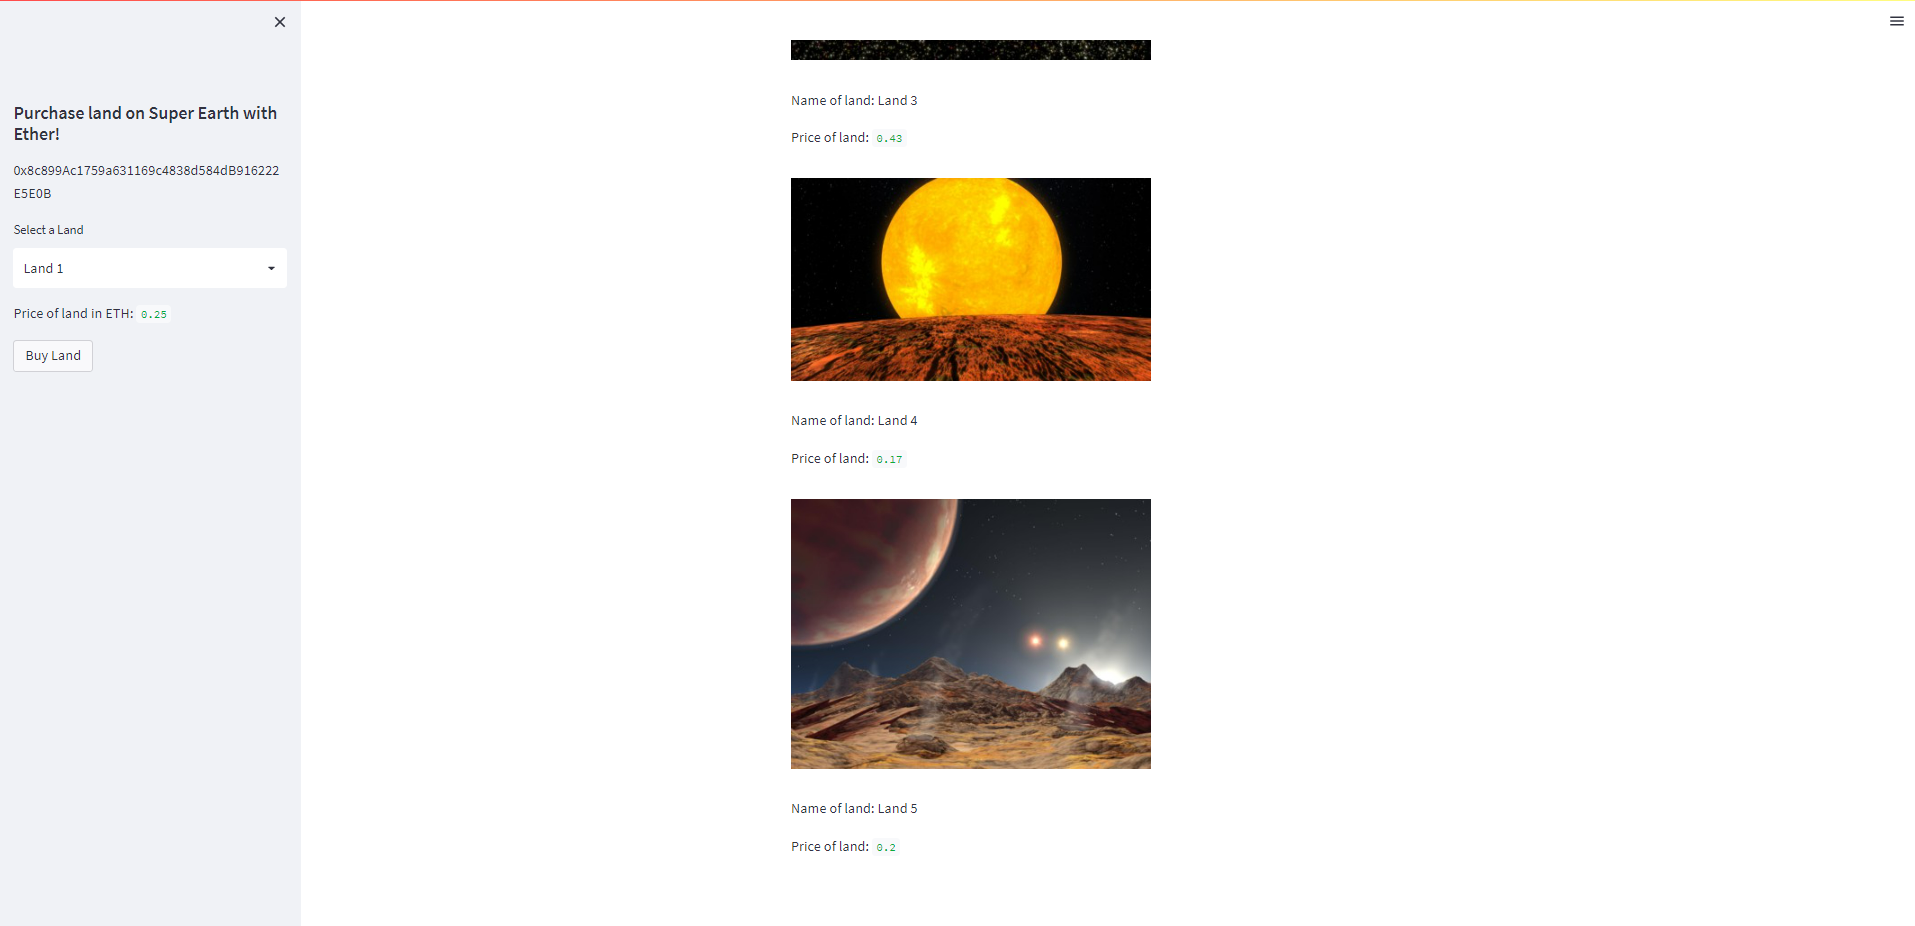 Purchase land on Super Earth with
Ether!
0x8c899Ac1759a631169c4838d584dB916222
E5E0B
Select a Land
Land 1
Price of land in ETH: 0.25
Buy Land
Name of land: Land 3
Price of land: 0.43
Name of land: Land 4
Price of land: 0.17
Name of land: Land 5
Price of land: 0.2